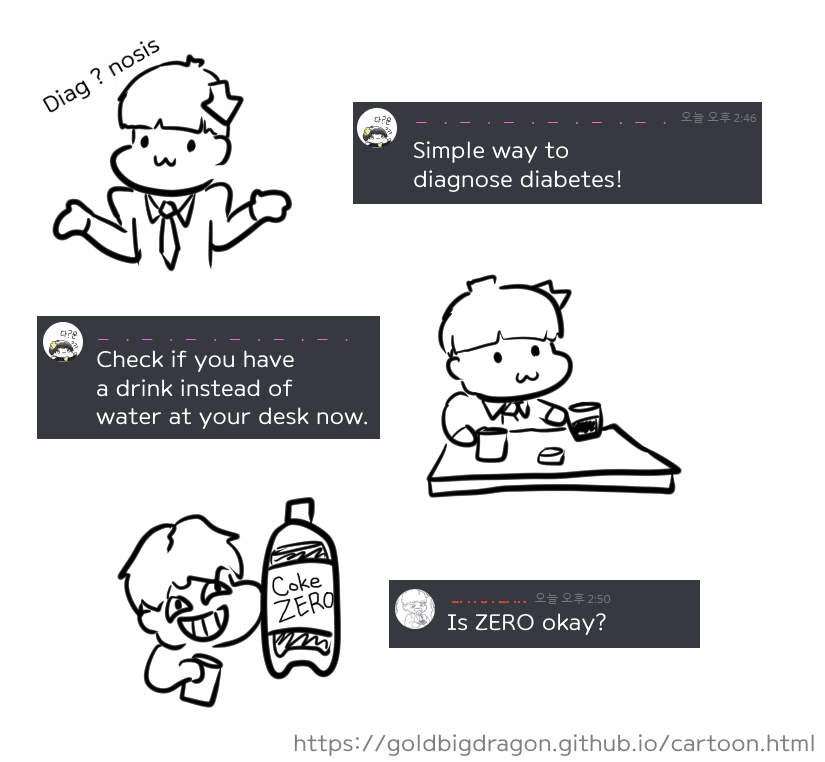 Diag ? nosis
오늘 오후 2:46
Simple way to
diagnose diabetes!
Check if you have
a drink instead of
water at your desk now.
Coke
ZERO
오늘 오후 2:50
Is ZERO okay?
https://goldbigdragon.github.io/cartoon.html